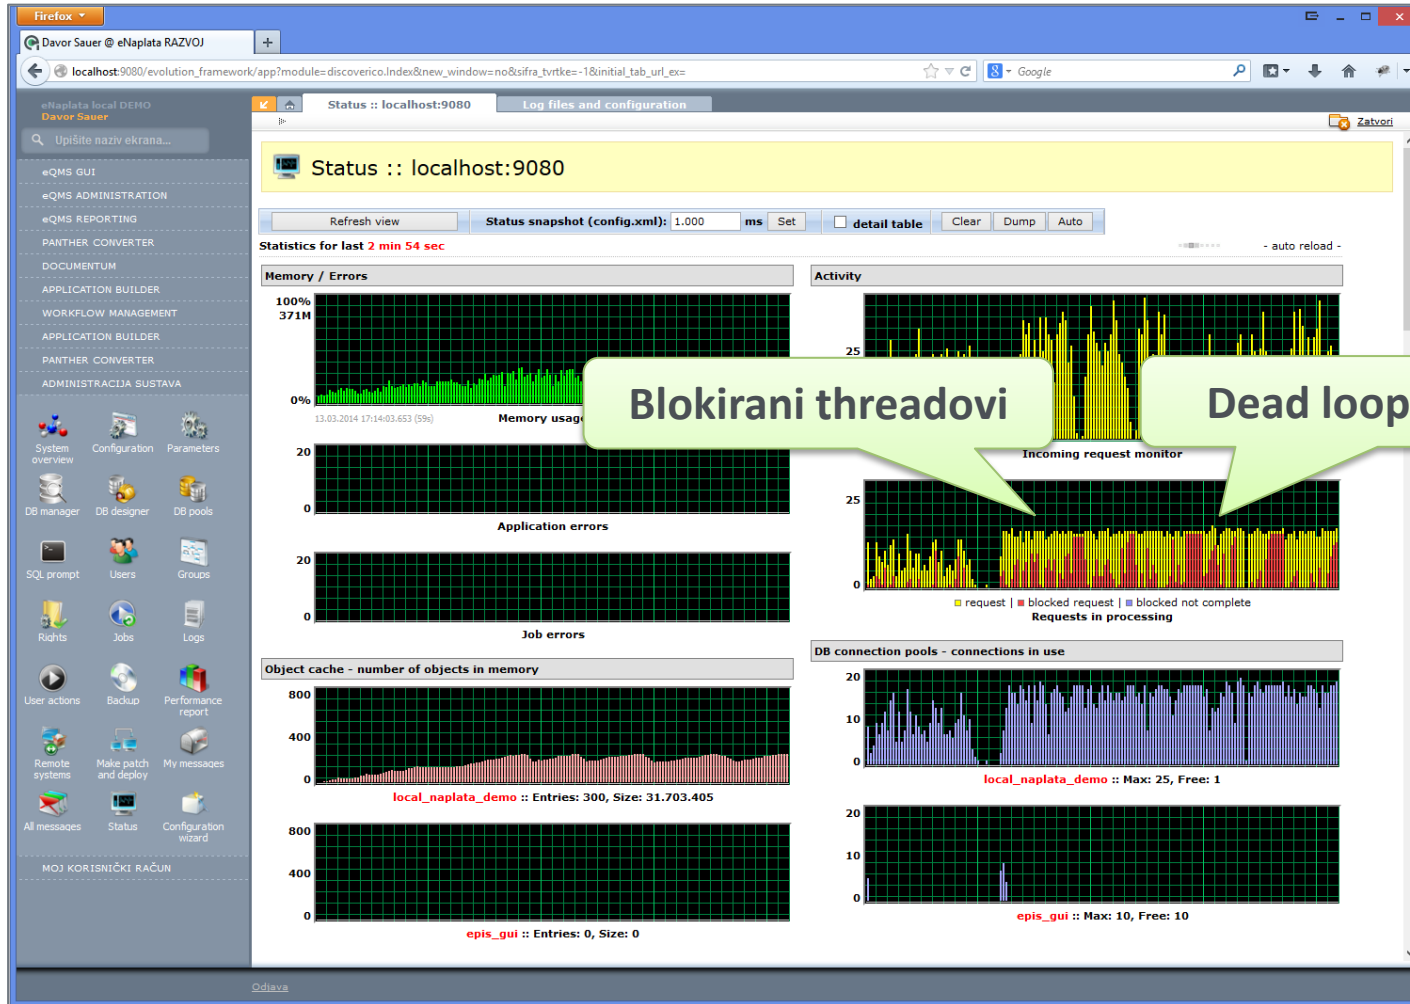 Firefox
Davor Sauer @ eNaplata RAZVOJ
localhost:9080/evolution_framework/app?module=discoverico.Index&new_window=no&sifra_tvrtke=-1&initial_tab_url_ex=
Google
eNaplata local DEMO
Davor Sauer
Upišite naziv ekrana...
eQMS GUI
eQMS ADMINISTRATION
eQMS REPORTING
PANTHER CONVERTER
DOCUMENTUM
APPLICATION BUILDER
WORKFLOW MANAGEMENT
APPLICATION BUILDER
PANTHER CONVERTER
ADMINISTRACIJA SUSTAVA
System overview
Configuration
Parameters
DB manager
DB designer
DB pools
SQL prompt
Users
Groups
Rights
Jobs
Logs
User actions
Backup
Performance report
Remote systems
Make patch and deploy
My messages
All messages
Status
Configuration wizard
MOJ KORISNIČKI RAČUN
Status :: localhost:9080
Log files and configuration
Zatvori
Status :: localhost:9080
Refresh view
Status snapshot (config.xml): 1.000 ms Set
detail table
Clear
Dump
Auto
Statistics for last 2 min 54 sec
- auto reload -
Memory / Errors
100%
371M
0%
13.03.2014 17:14:03.653 (59s)
Memory usage
20
0
Application errors
20
0
Job errors
Object cache - number of objects in memory
800
400
0
local_naplata_demo :: Entries: 300, Size: 31.703.405
800
400
0
epis_gui :: Entries: 0, Size: 0
Activity
25
Blokirani threadovi
Dead loop
Incoming request monitor
25
0
request | blocked request | blocked not complete
Requests in processing
DB connection pools - connections in use
20
10
0
local_naplata_demo :: Max: 25, Free: 1
20
10
0
epis_gui :: Max: 10, Free: 10
Odjava